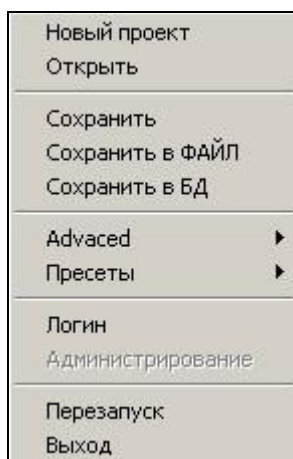 Новый проект
Открыть
Сохранить
Сохранить в ФАЙЛ
Сохранить в БД
Advaced
Пресеты
Логин
Администрирование
Перезапуск
Выход